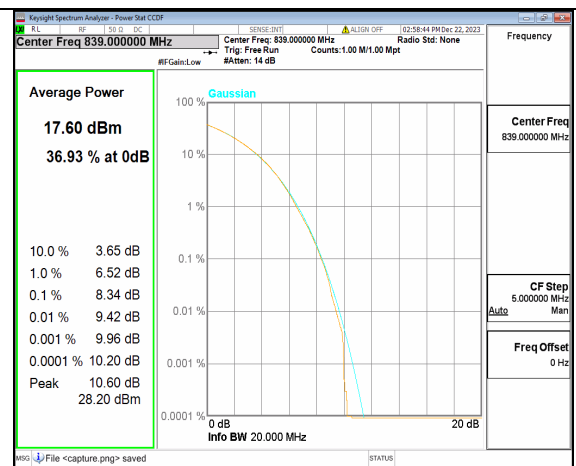 Keysight Spectrum Analyzer - Power Stat CCDF
RL RF 50 Ω DC SENSE:INT ALIGN OFF 02:58:44 PM Dec 22, 2023
Center Freq 839.000000 MHz
Center Freq: 839.000000 MHz Radio Std: None
Trig: Free Run Counts:1.00 M/1.00 Mpt
#IFGain:Low #Atten: 14 dB
Frequency
Average Power
17.60 dBm
36.93 % at 0dB
10.0 % 3.65 dB
1.0 % 6.52 dB
0.1 % 8.34 dB
0.01 % 9.42 dB
0.001 % 9.96 dB
0.0001 % 10.20 dB
Peak 10.60 dB
28.20 dBm
Gaussian
100 %
10 %
1 %
0.1 %
0.01 %
0.001 %
0.0001 %
0 dB 20 dB
Info BW 20.000 MHz
Center Freq
839.000000 MHz
CF Step
5.000000 MHz
Auto Man
Freq Offset
0 Hz
MSG File <capture.png> saved STATUS